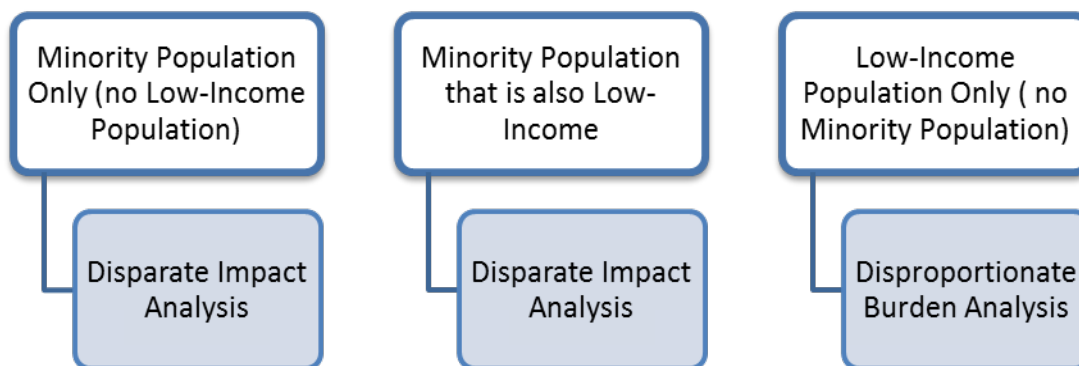 Minority Population
Only (no Low-Income
Population)
Disparate Impact
Analysis
Minority Population
that is also Low-
Income
Disparate Impact
Analysis
Low-Income
Population Only ( no
Minority Population)
Disproportionate
Burden Analysis